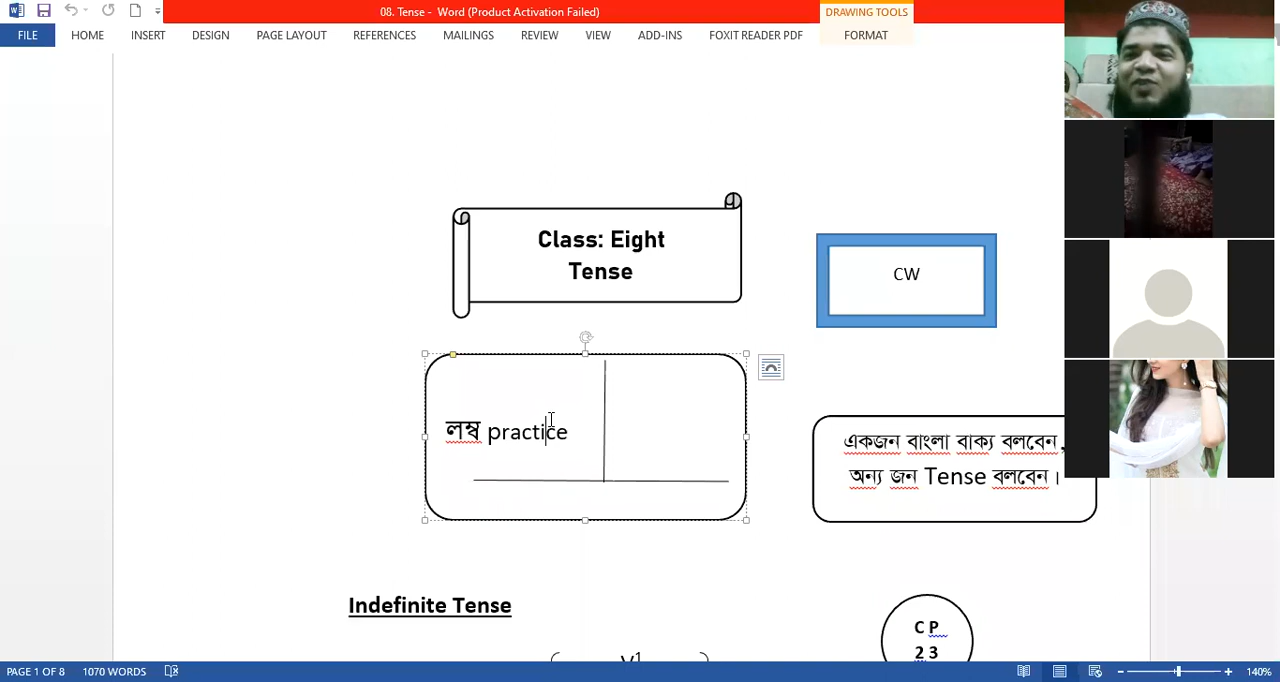 08. Tense - Word (Product Activation Failed)
DRAWING TOOLS
FILE HOME INSERT DESIGN PAGE LAYOUT REFERENCES MAILINGS REVIEW VIEW ADD-INS FOXIT READER PDF FORMAT
Class: Eight
Tense
CW
লম্ব practice
একজন বাংলা বাক্য বলবেন,
অন্য জন Tense বলবেন।
Indefinite Tense
C P
2 3
V1
PAGE 1 OF 8 1070 WORDS 140%